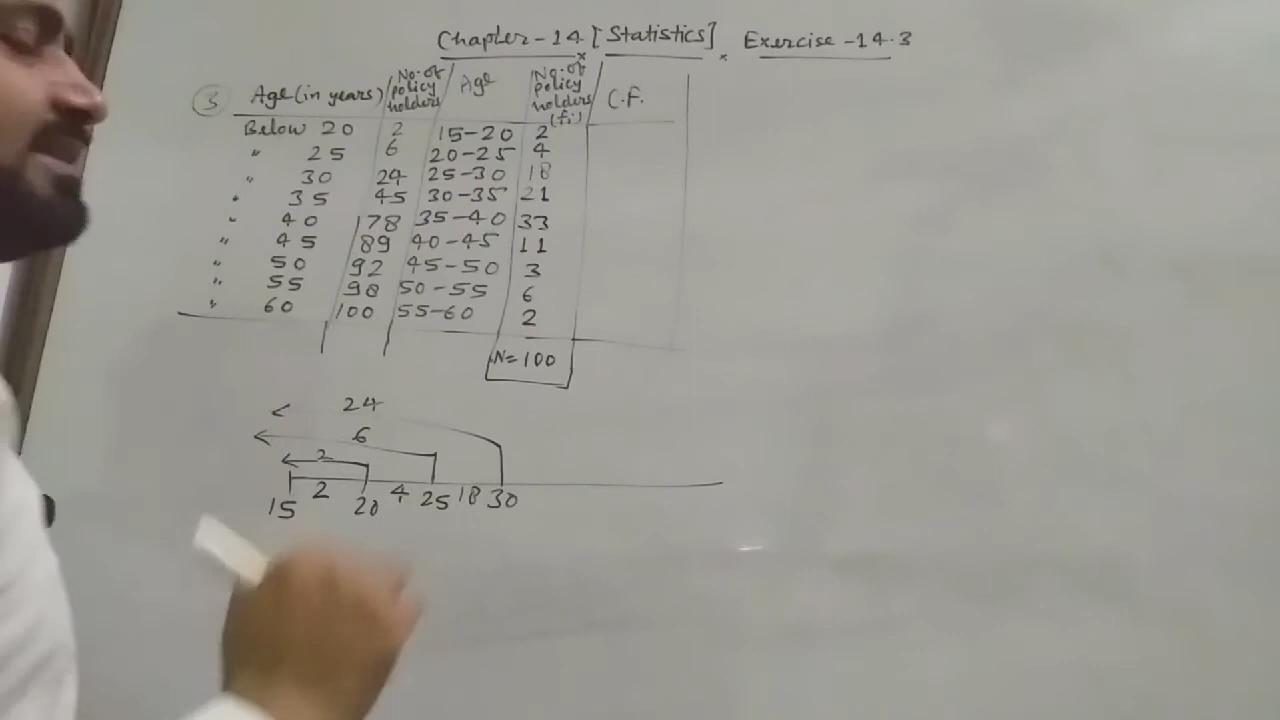 Chapter-14 [Statistics] Exercise-14.3
3 Age (in years) No. of policy holders Age No. of policy holders (fi) C.F.
Below 20 2 15-20 2
" 25 6 20-25 4
" 30 24 25-30 18
" 35 45 30-35 21
" 40 78 35-40 33
" 45 89 40-45 11
" 50 92 45-50 3
" 55 98 50-55 6
" 60 100 55-60 2
N=100
24
6
2
2 4 18
15 20 25 30